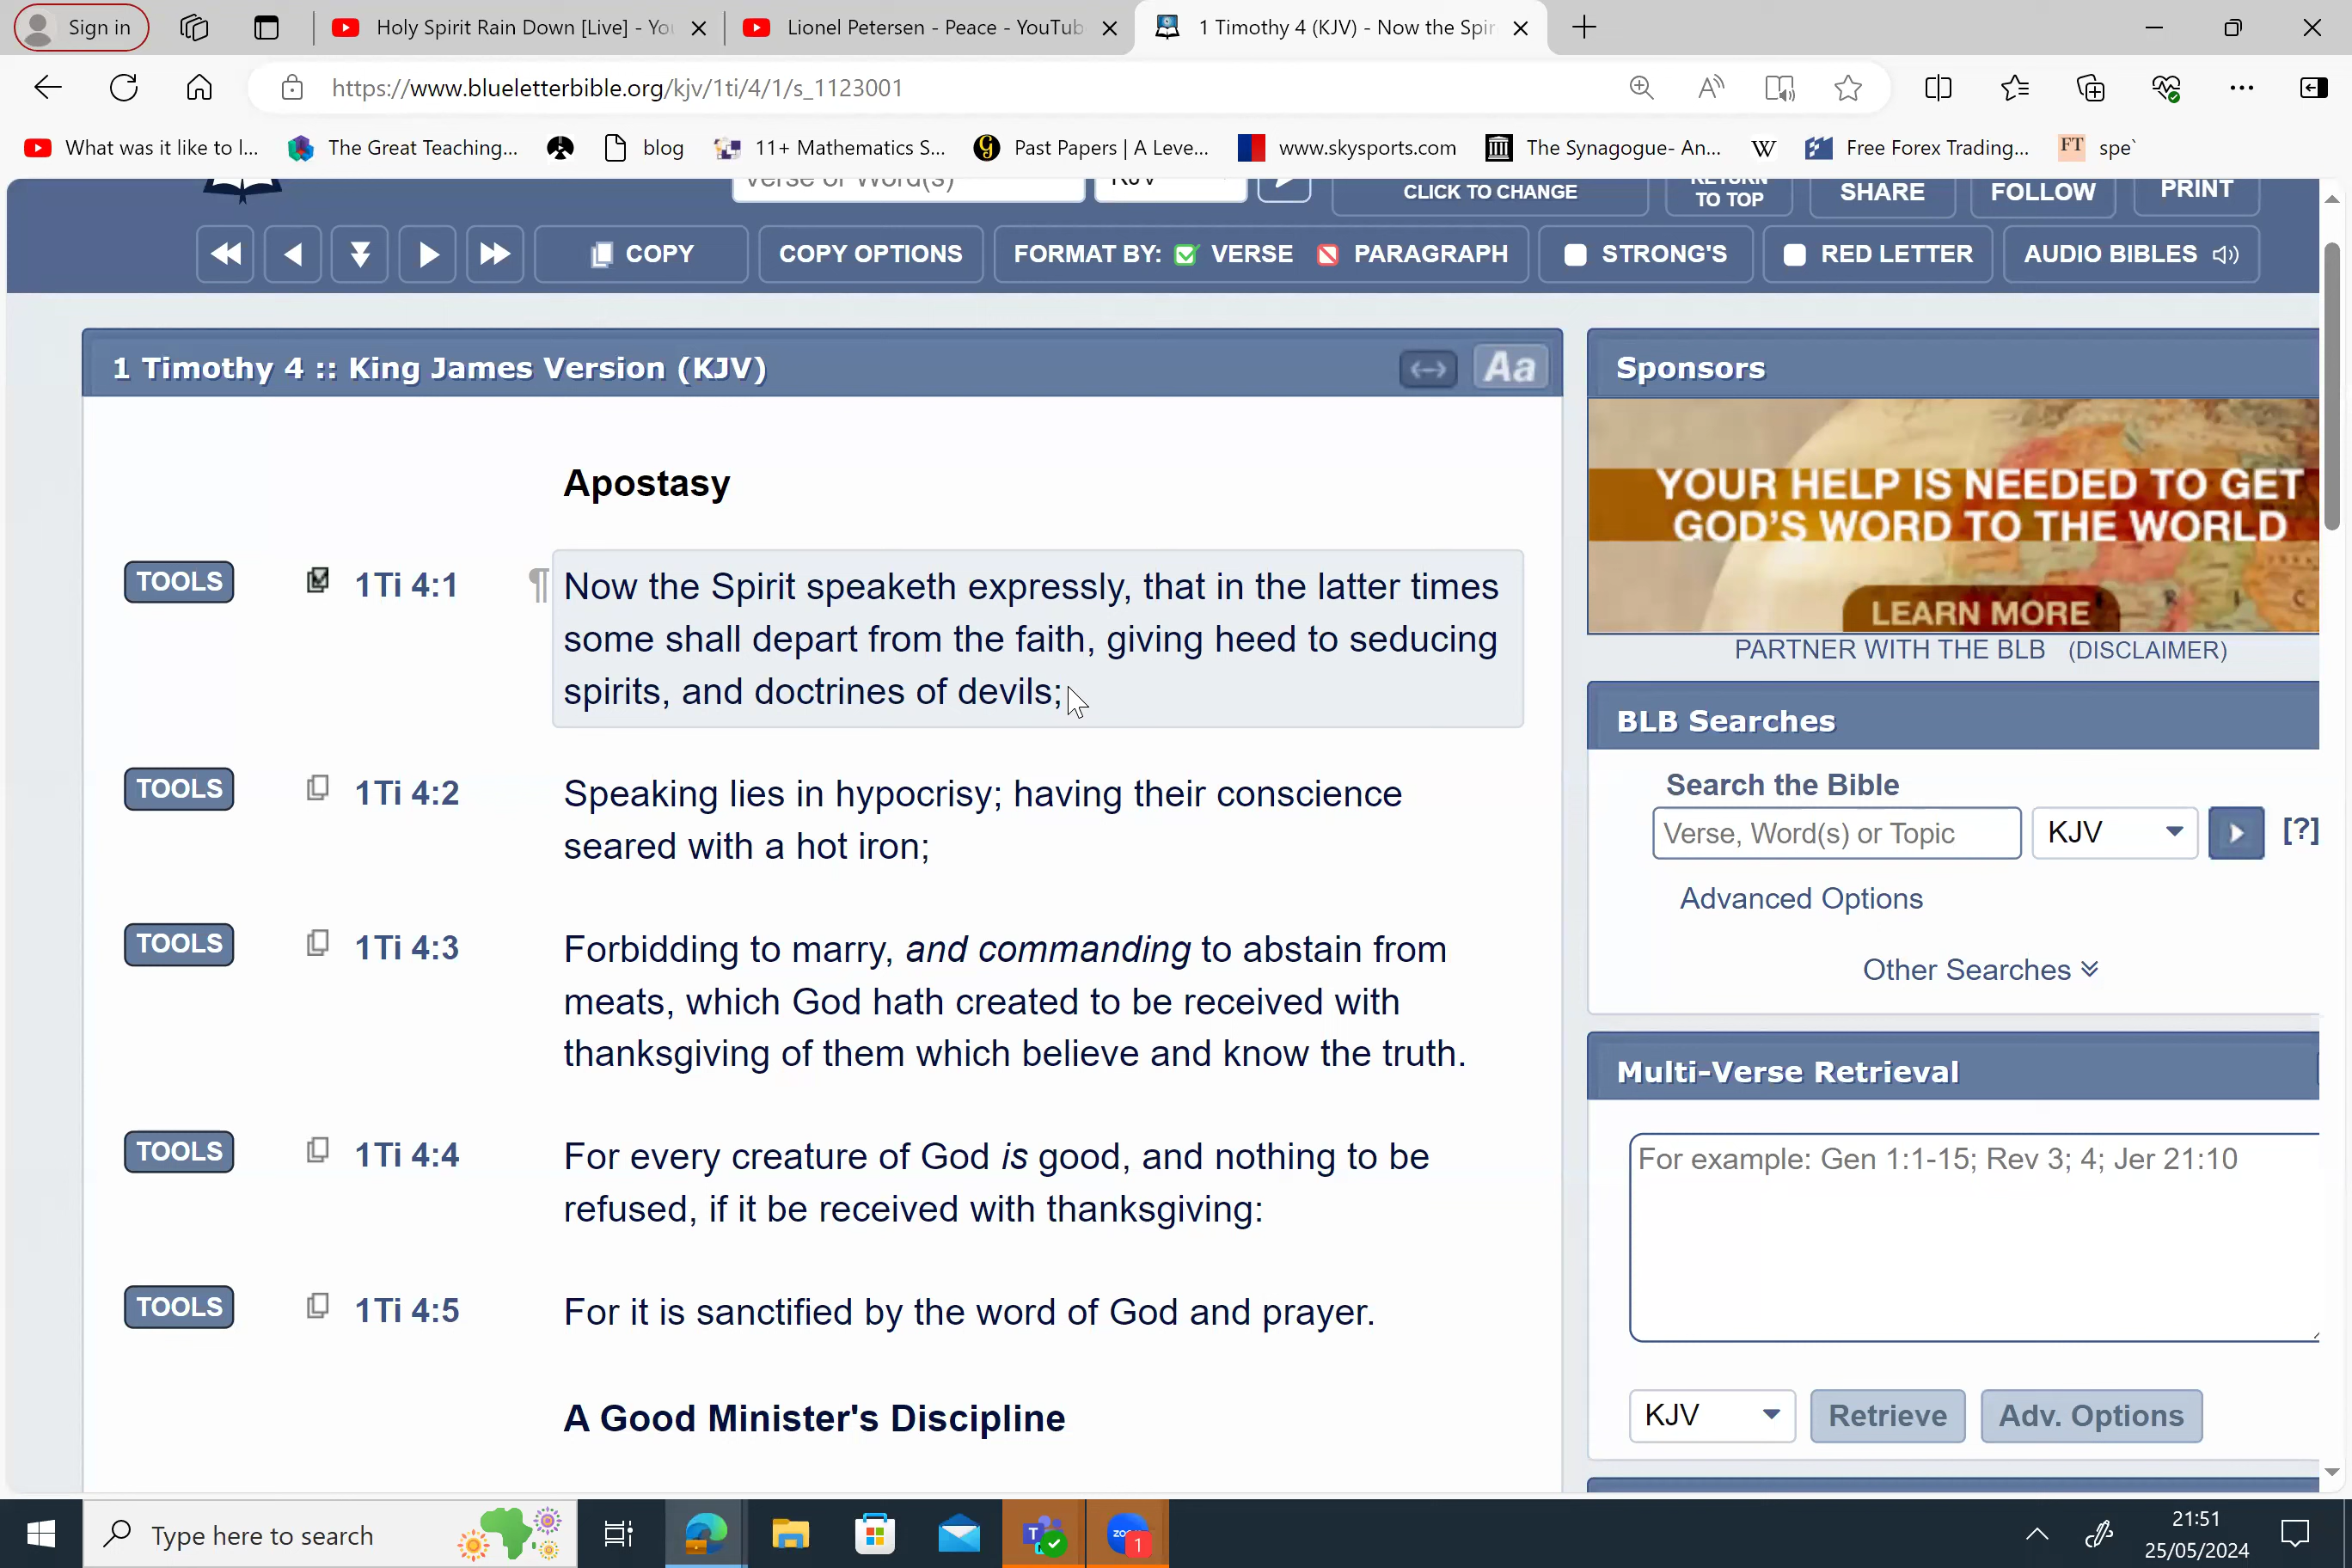 Sign in
Holy Spirit Rain Down [Live] - Yo
Lionel Petersen - Peace - YouTub
1 Timothy 4 (KJV) - Now the Spir
https://www.blueletterbible.org/kjv/1ti/4/1/s_1123001
What was it like to l...
The Great Teaching...
blog
11+ Mathematics S...
Past Papers | A Leve...
www.skysports.com
The Synagogue- An...
W
Free Forex Trading...
FT
spe`
Verse or Word(s)
KJV
CLICK TO CHANGE
RETURN
TO TOP
SHARE
FOLLOW
PRINT
COPY
COPY OPTIONS
FORMAT BY: VERSE PARAGRAPH
STRONG'S
RED LETTER
AUDIO BIBLES
1 Timothy 4 :: King James Version (KJV)
Aa
Apostasy
TOOLS 1Ti 4:1 ¶ Now the Spirit speaketh expressly, that in the latter times
some shall depart from the faith, giving heed to seducing
spirits, and doctrines of devils;
TOOLS 1Ti 4:2 Speaking lies in hypocrisy; having their conscience
seared with a hot iron;
TOOLS 1Ti 4:3 Forbidding to marry, and commanding to abstain from
meats, which God hath created to be received with
thanksgiving of them which believe and know the truth.
TOOLS 1Ti 4:4 For every creature of God is good, and nothing to be
refused, if it be received with thanksgiving:
TOOLS 1Ti 4:5 For it is sanctified by the word of God and prayer.
A Good Minister's Discipline
Sponsors
YOUR HELP IS NEEDED TO GET
GOD'S WORD TO THE WORLD
LEARN MORE
PARTNER WITH THE BLB (DISCLAIMER)
BLB Searches
Search the Bible
Verse, Word(s) or Topic
KJV
[?]
Advanced Options
Other Searches
Multi-Verse Retrieval
For example: Gen 1:1-15; Rev 3; 4; Jer 21:10
KJV
Retrieve
Adv. Options
Type here to search
T
zoom
1
21:51
25/05/2024